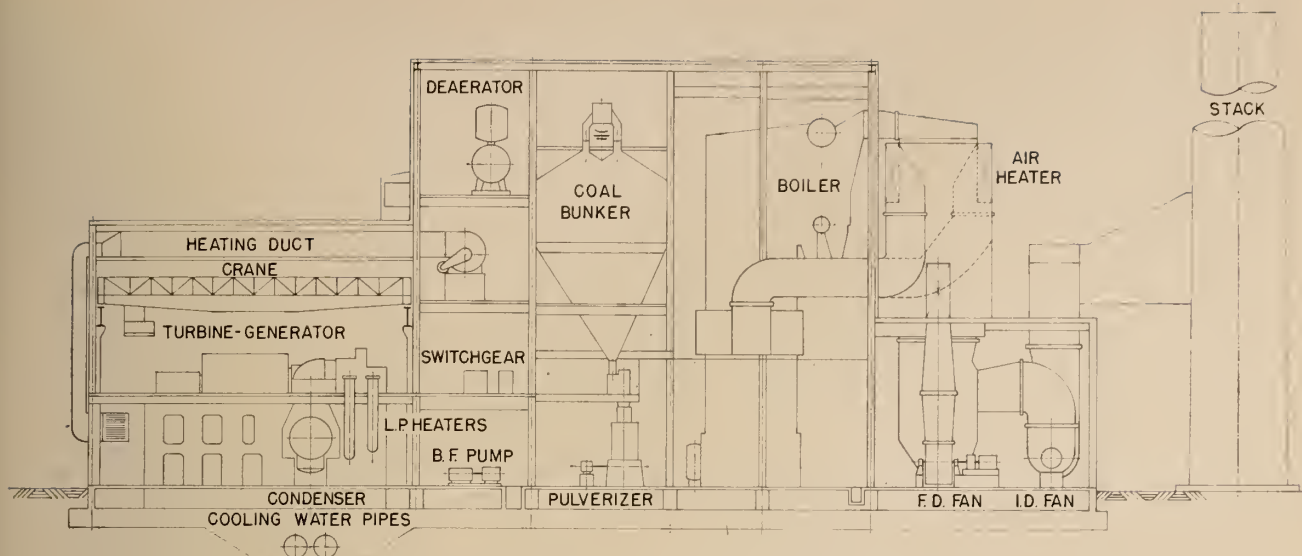 DEAERATOR
STACK
COAL
BUNKER
BOILER
AIR
HEATER
HEATING DUCT
CRANE
TURBINE-GENERATOR
SWITCHGEAR
L.P HEATERS
B.F. PUMP
CONDENSER
PULVERIZER
F.D. FAN
I.D. FAN
COOLING WATER PIPES